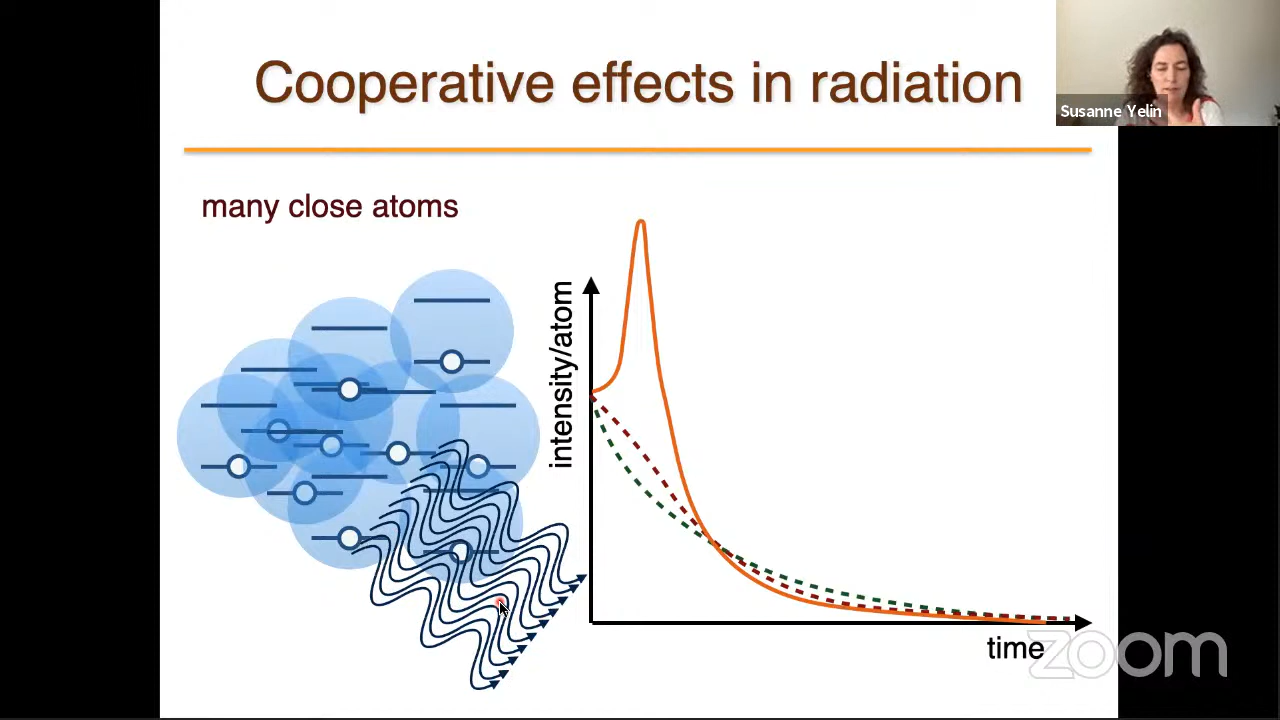 Cooperative effects in radiation
Susanne Yelin
many close atoms
intensity/atom
time
zoom